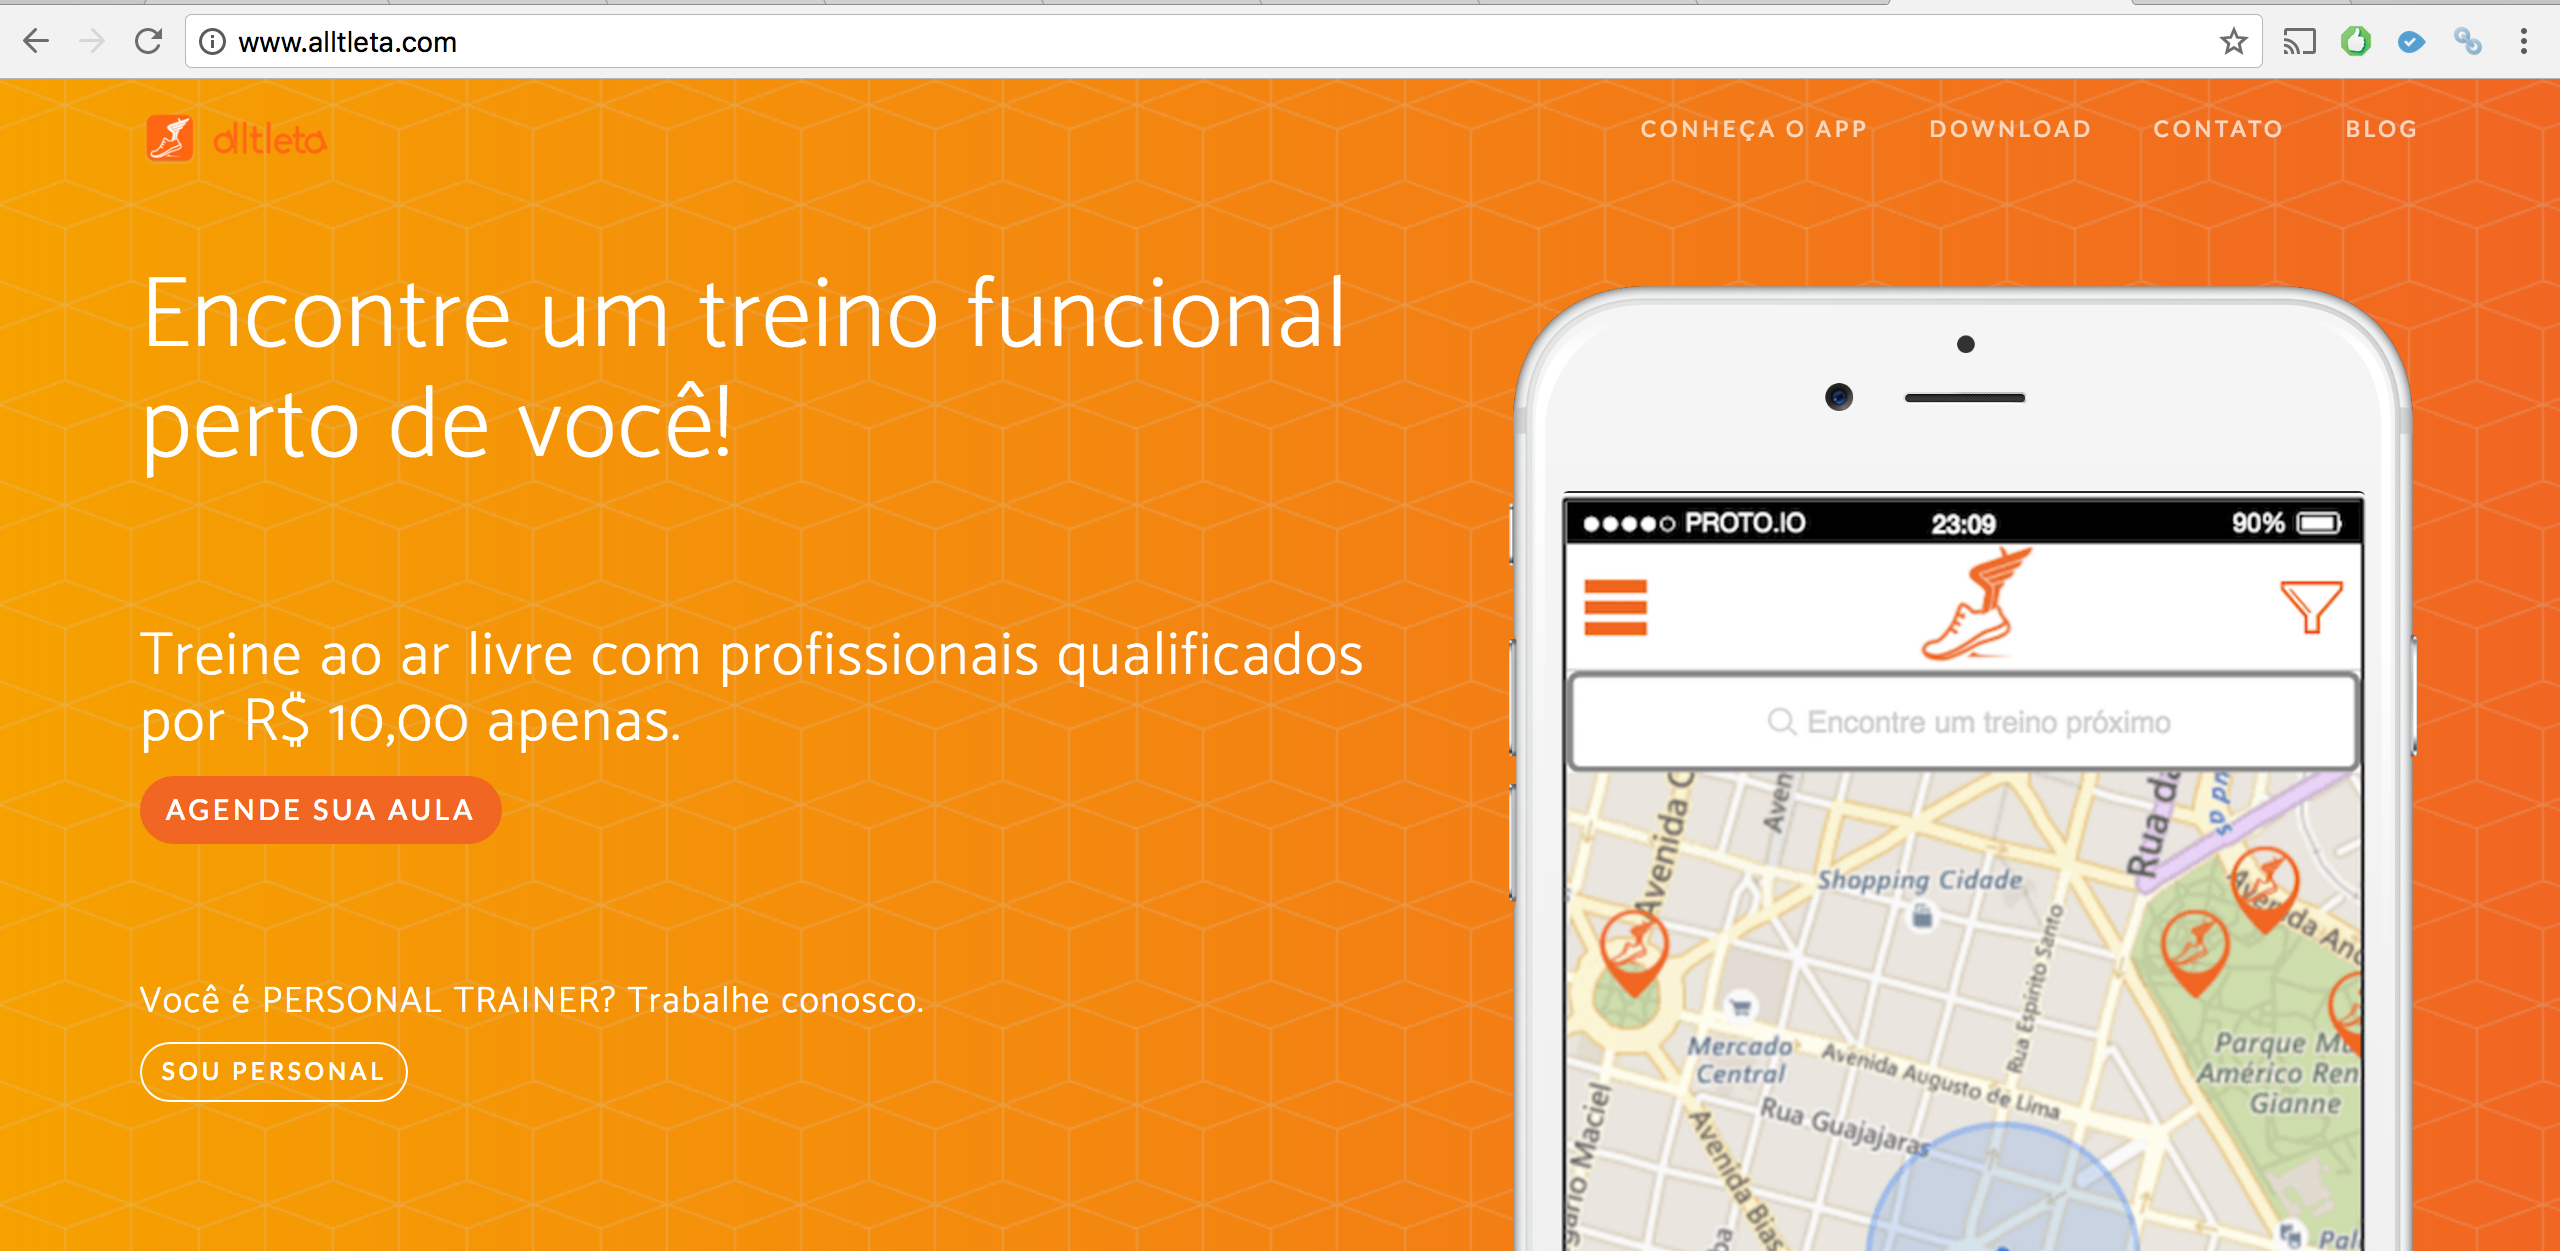 www.alltleta.com
alltleta
CONHEÇA O APP
DOWNLOAD
CONTATO
BLOG
Encontre um treino funcional
perto de você!
Treine ao ar livre com profissionais qualificados
por R$ 10,00 apenas.
AGENDE SUA AULA
Você é PERSONAL TRAINER? Trabalhe conosco.
SOU PERSONAL
PROTO.IO
23:09
90%
Encontre um treino próximo
Avenida C
Aven
Rua da
Shopping Cidade
Avenida And
Rua Espírito Santo
Mercado
Central
Avenida Augusto de Lima
Parque Mu
Américo Ren
Gianne
Rua Guajajaras
Maciel
Avenida Bias
Pal